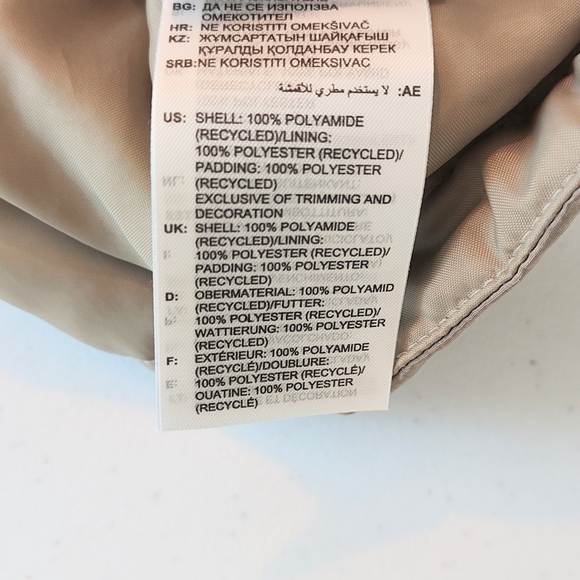 BG: ДА НЕ СЕ ИЗПОЛЗВА
ОМЕКОТИТЕЛ
HR: NE KORISTITI OMEKŠIVAČ
KZ: ЖҰМСАРТАТЫН ШАЙҚАҒЫШ
ҚҰРАЛДЫ ҚОЛДАНБАУ КЕРЕК
SRB: NE KORISTITI OMEKSIVAC
AE: لا يستخدم مطري للأقمشة
US: SHELL: 100% POLYAMIDE
(RECYCLED)/LINING:
100% POLYESTER (RECYCLED)/
PADDING: 100% POLYESTER
(RECYCLED)
EXCLUSIVE OF TRIMMING AND
DECORATION
UK: SHELL: 100% POLYAMIDE
(RECYCLED)/LINING:
100% POLYESTER (RECYCLED)/
PADDING: 100% POLYESTER
(RECYCLED)
D: OBERMATERIAL: 100% POLYAMID
(RECYCLED)/FUTTER:
100% POLYESTER (RECYCLED)/
WATTIERUNG: 100% POLYESTER
(RECYCLED)
F: EXTÉRIEUR: 100% POLYAMIDE
(RECYCLÉ)/DOUBLURE:
100% POLYESTER (RECYCLÉ)/
OUATINE: 100% POLYESTER
(RECYCLÉ)